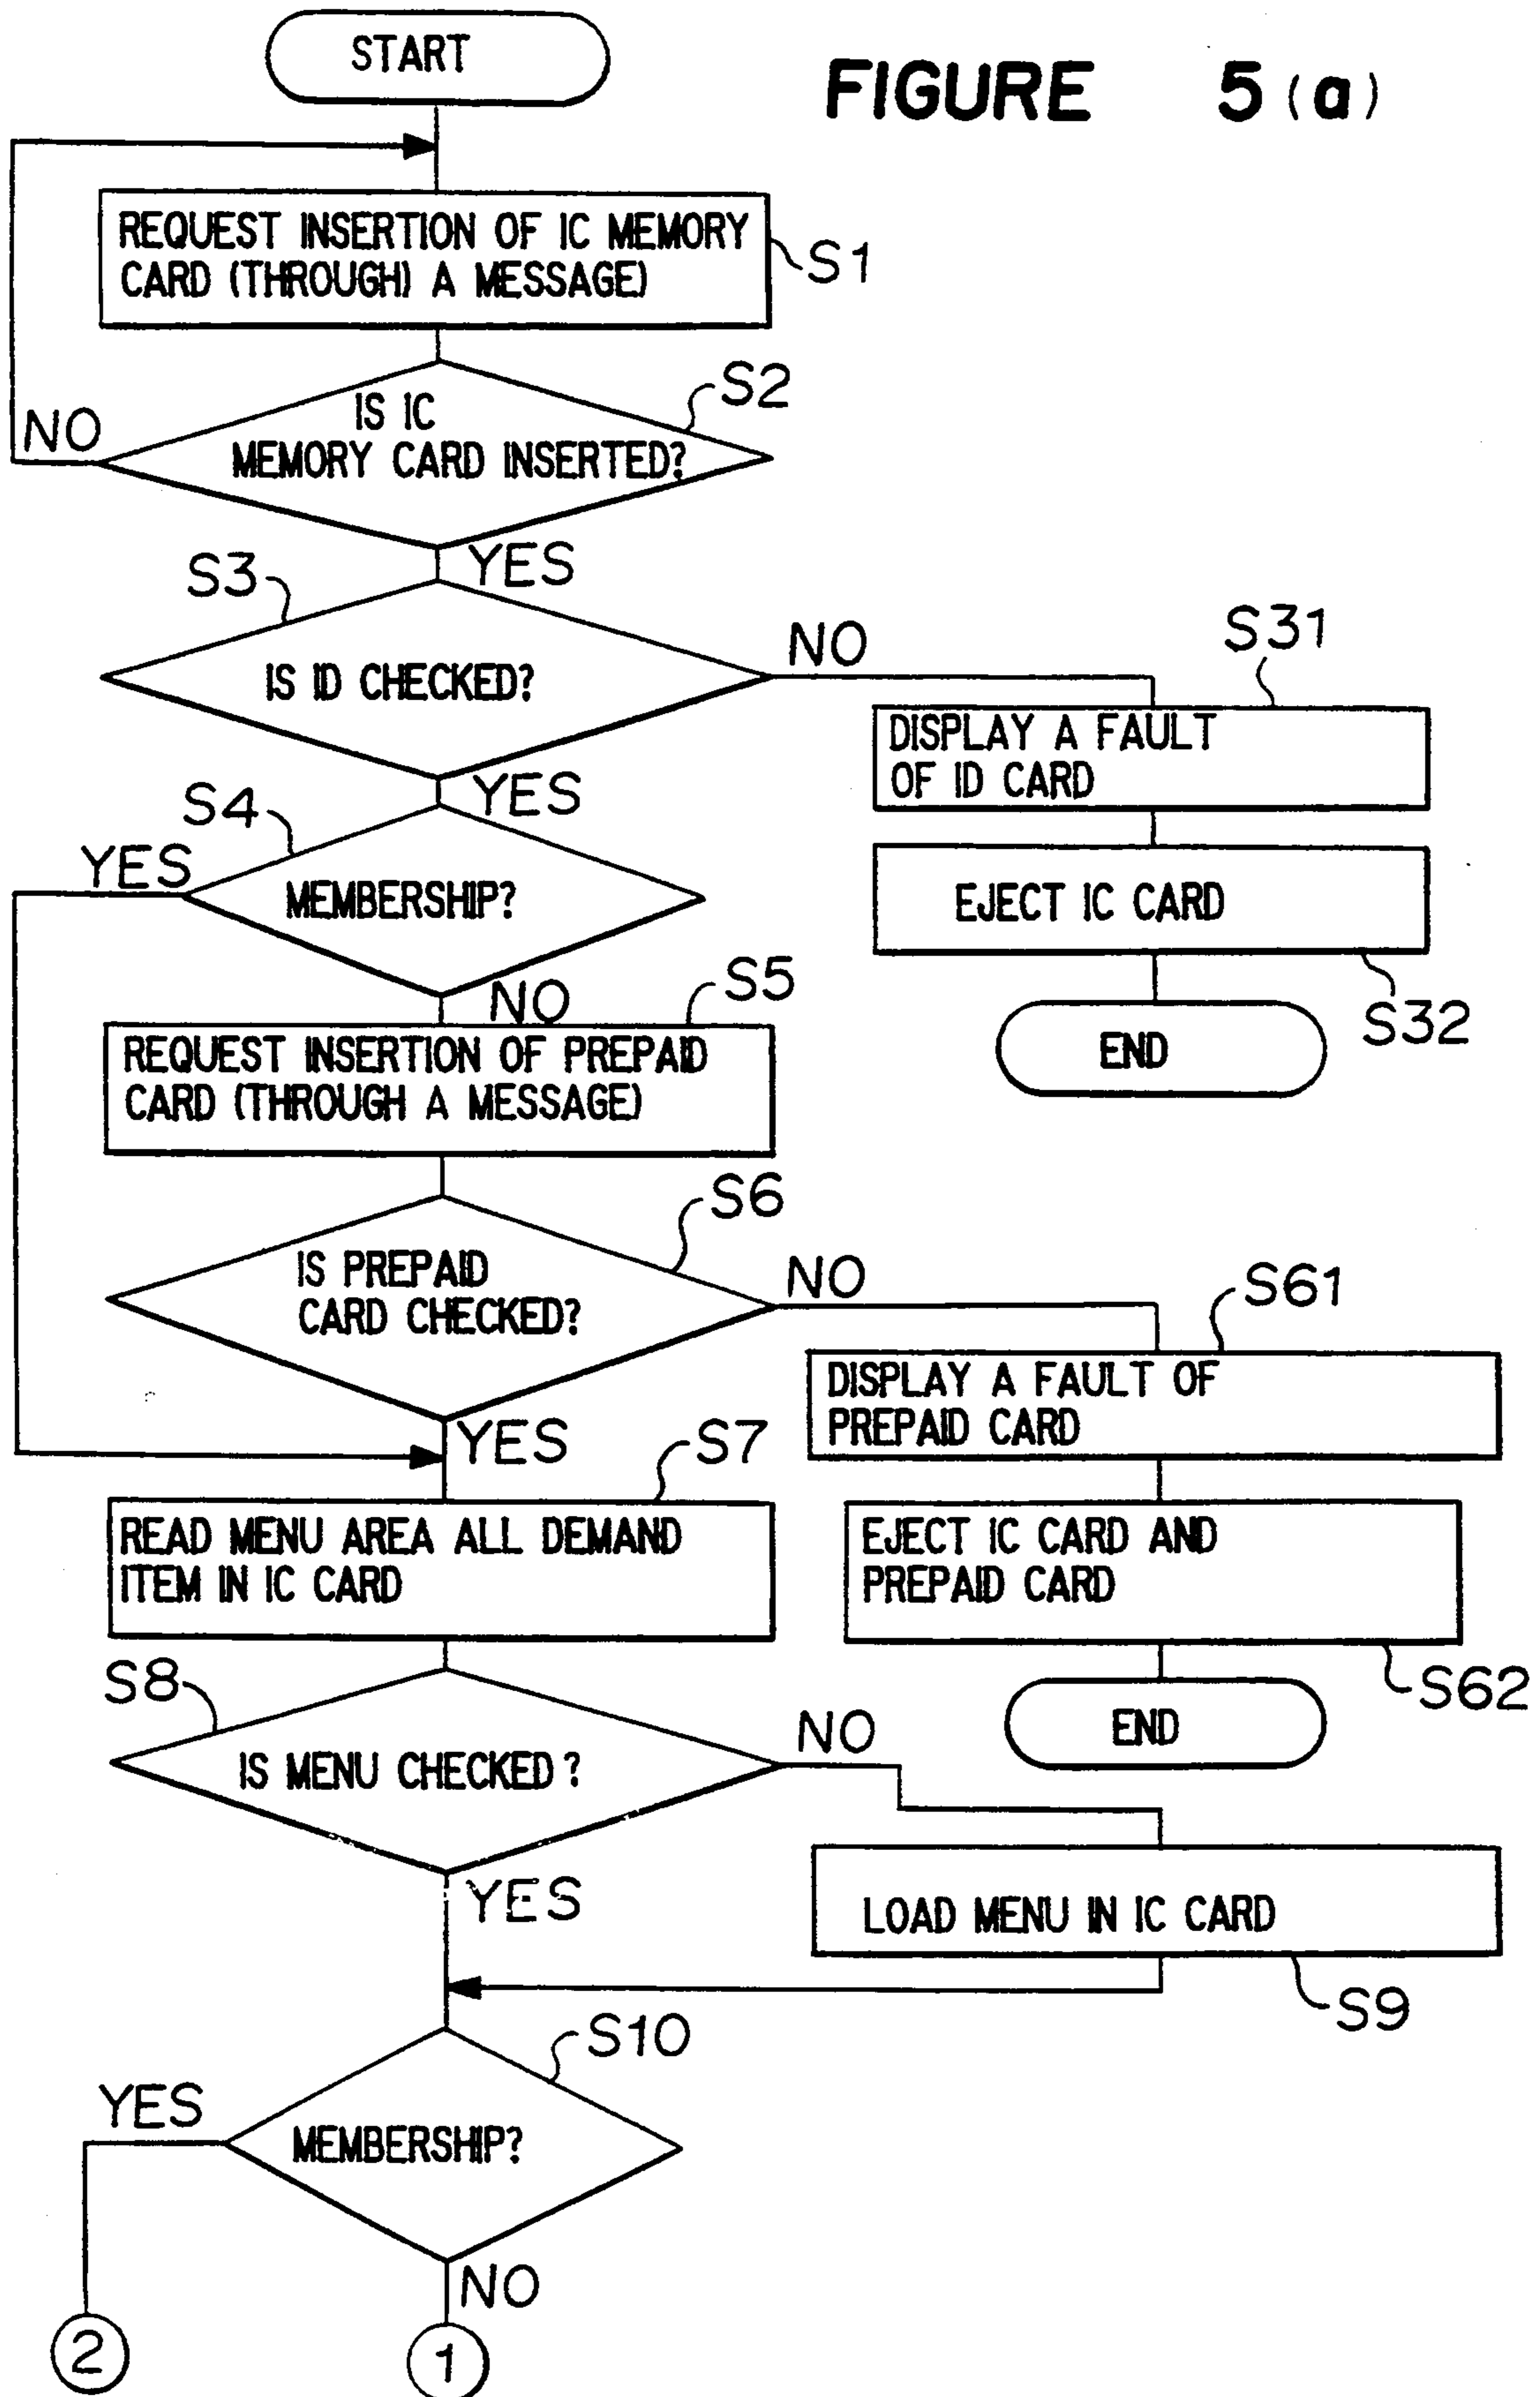 START
FIGURE 5(a)
REQUEST INSERTION OF IC MEMORY
CARD (THROUGH) A MESSAGE)
S1
S2
IS IC
MEMORY CARD INSERTED?
NO
YES
S3
IS ID CHECKED?
NO
S31
DISPLAY A FAULT
OF ID CARD
YES
S4
YES
MEMBERSHIP?
EJECT IC CARD
S32
END
NO
S5
REQUEST INSERTION OF PREPAID
CARD (THROUGH A MESSAGE)
S6
IS PREPAID
CARD CHECKED?
NO
S61
DISPLAY A FAULT OF
PREPAID CARD
YES
S7
READ MENU AREA ALL DEMAND
ITEM IN IC CARD
EJECT IC CARD AND
PREPAID CARD
S62
END
S8
IS MENU CHECKED?
NO
YES
LOAD MENU IN IC CARD
S9
S10
YES
MEMBERSHIP?
NO
2
1